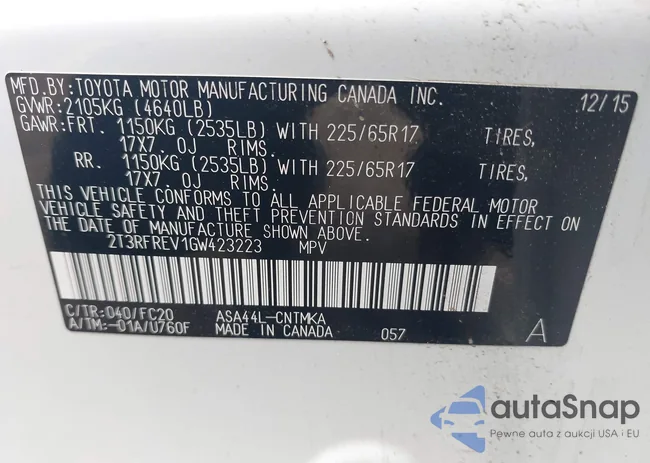 MFD.BY:TOYOTA MOTOR MANUFACTURING CANADA INC. 12/15
GVWR:2105KG (4640LB)
GAWR:FRT. 1150KG (2535LB) WITH 225/65R17 TIRES,
17X7.0J RIMS.
RR. 1150KG (2535LB) WITH 225/65R17 TIRES,
17X7.0J RIMS.
THIS VEHICLE CONFORMS TO ALL APPLICABLE FEDERAL MOTOR
VEHICLE SAFETY AND THEFT PREVENTION STANDARDS IN EFFECT ON
THE DATE OF MANUFACTURE SHOWN ABOVE.
2T3RFREV1GW423223 MPV
C/TR:040/FC20 ASA44L-CNTMKA
A/TM:-01A/U760F MADE IN CANADA 057 A
autoSnap
Pewne auta z aukcji USA i EU